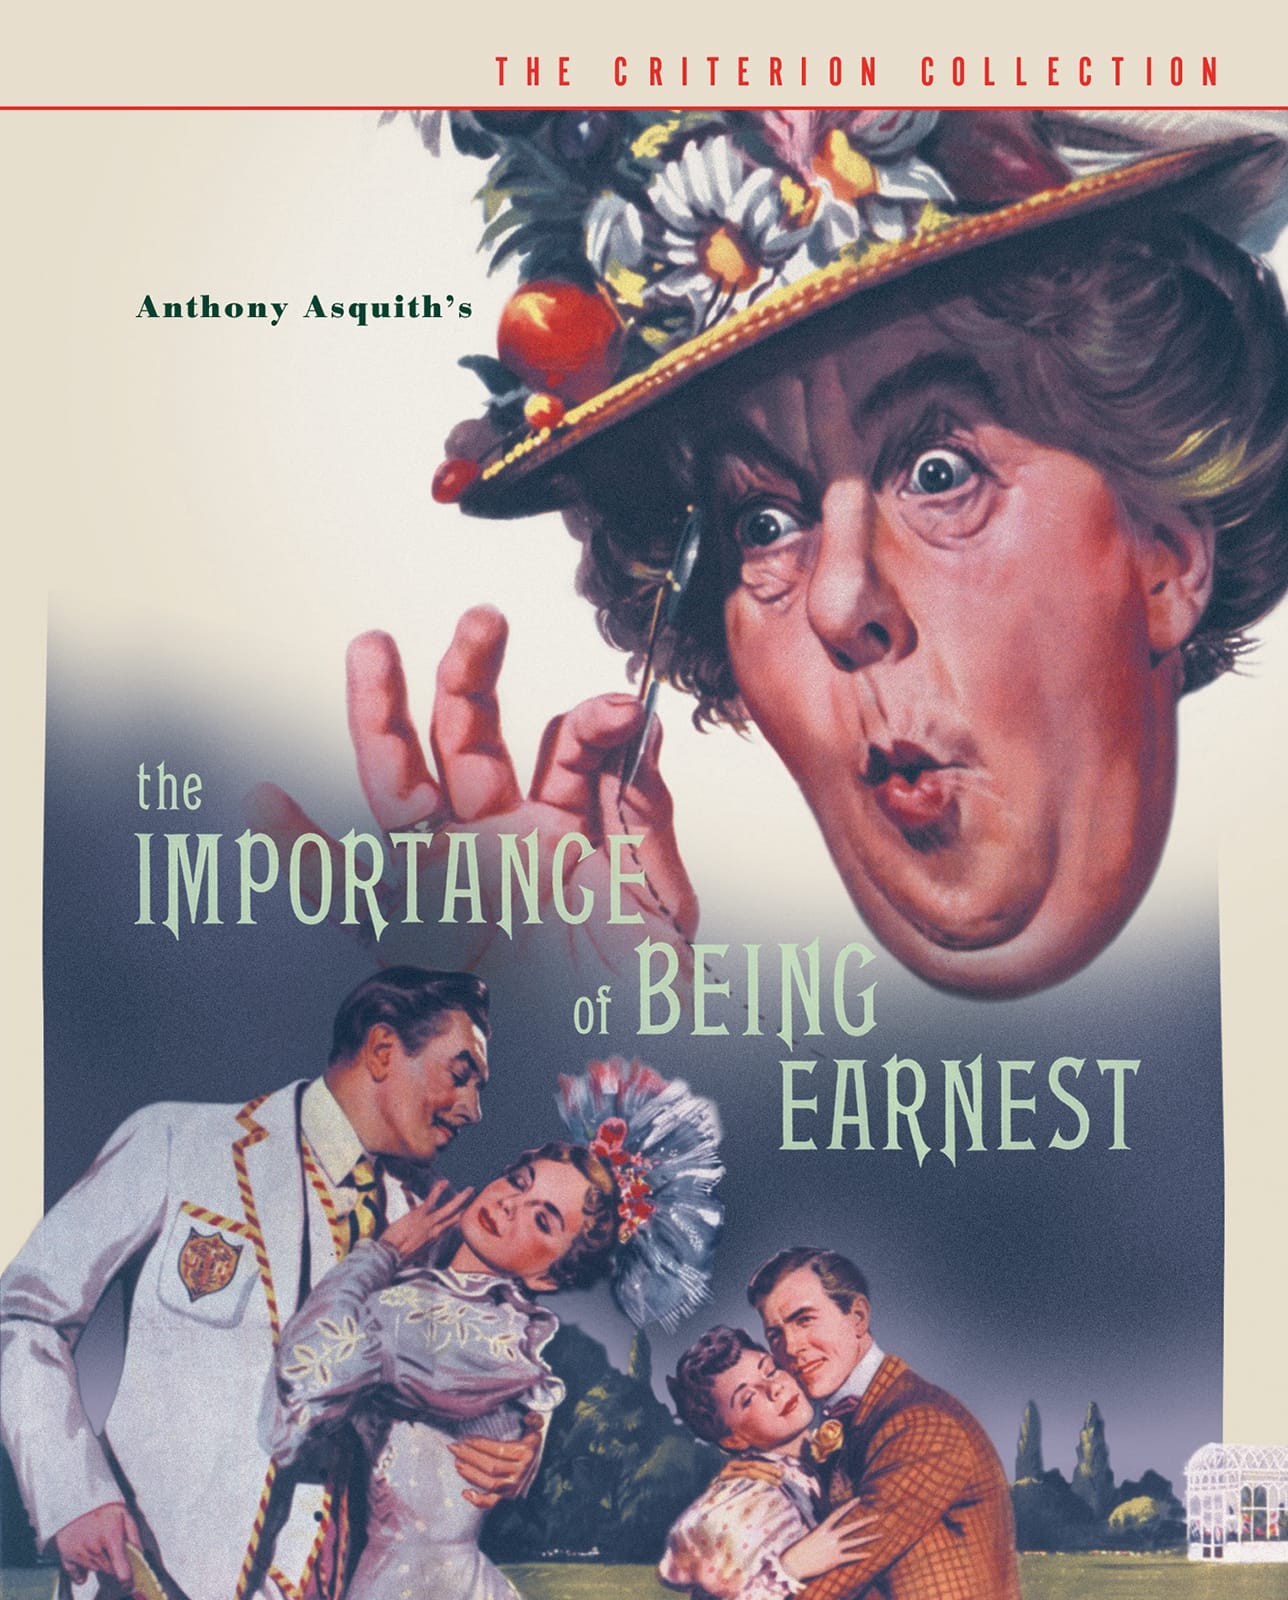 THE CRITERION COLLECTION
Anthony Asquith's
the
IMPORTANCE
of BEING
EARNEST